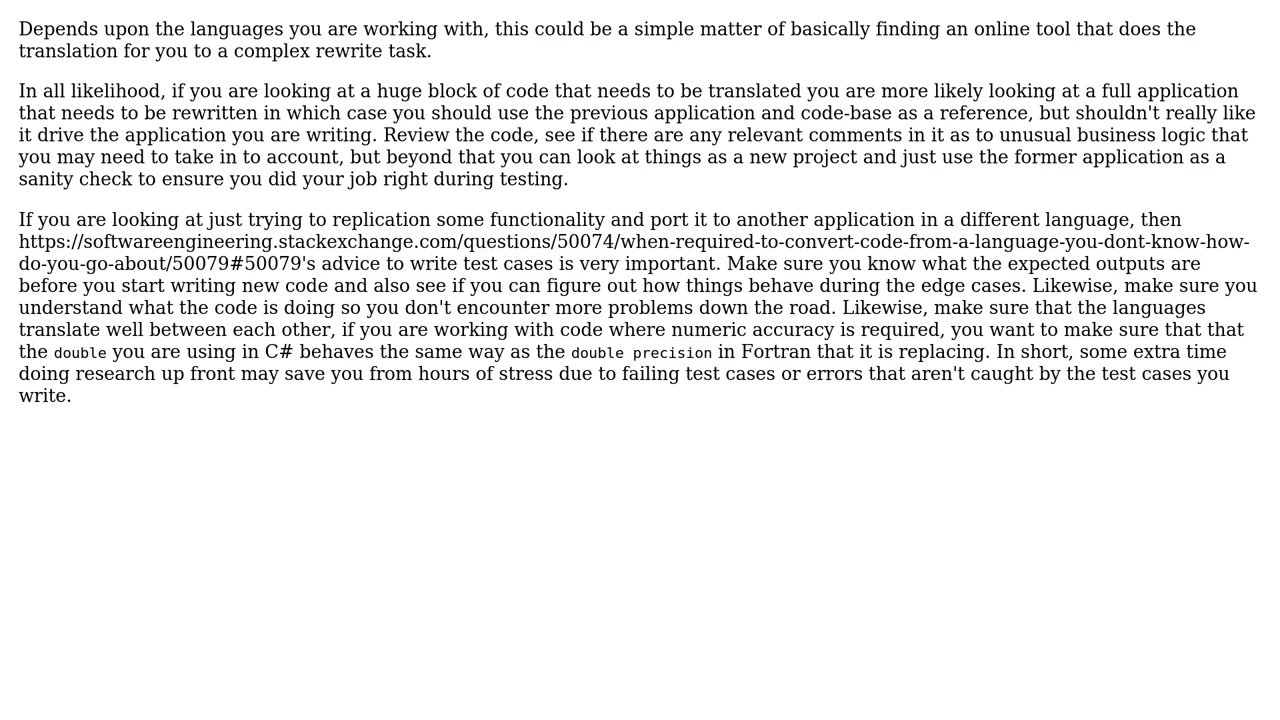 Depends upon the languages you are working with, this could be a simple matter of basically finding an online tool that does the
translation for you to a complex rewrite task.
In all likelihood, if you are looking at a huge block of code that needs to be translated you are more likely looking at a full application
that needs to be rewritten in which case you should use the previous application and code-base as a reference, but shouldn't really like
it drive the application you are writing. Review the code, see if there are any relevant comments in it as to unusual business logic that
you may need to take in to account, but beyond that you can look at things as a new project and just use the former application as a
sanity check to ensure you did your job right during testing.
If you are looking at just trying to replication some functionality and port it to another application in a different language, then
https://softwareengineering.stackexchange.com/questions/50074/when-required-to-convert-code-from-a-language-you-dont-know-how-
do-you-go-about/50079#50079's advice to write test cases is very important. Make sure you know what the expected outputs are
before you start writing new code and also see if you can figure out how things behave during the edge cases. Likewise, make sure you
understand what the code is doing so you don't encounter more problems down the road. Likewise, make sure that the languages
translate well between each other, if you are working with code where numeric accuracy is required, you want to make sure that that
the double you are using in C# behaves the same way as the double precision in Fortran that it is replacing. In short, some extra time
doing research up front may save you from hours of stress due to failing test cases or errors that aren't caught by the test cases you
write.